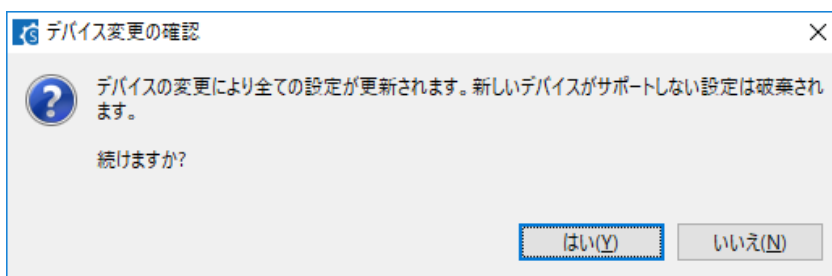 デバイス変更の確認
デバイスの変更により全ての設定が更新されます。新しいデバイスがサポートしない設定は破棄され
ます。
続けますか?
はい(Y)
いいえ(N)